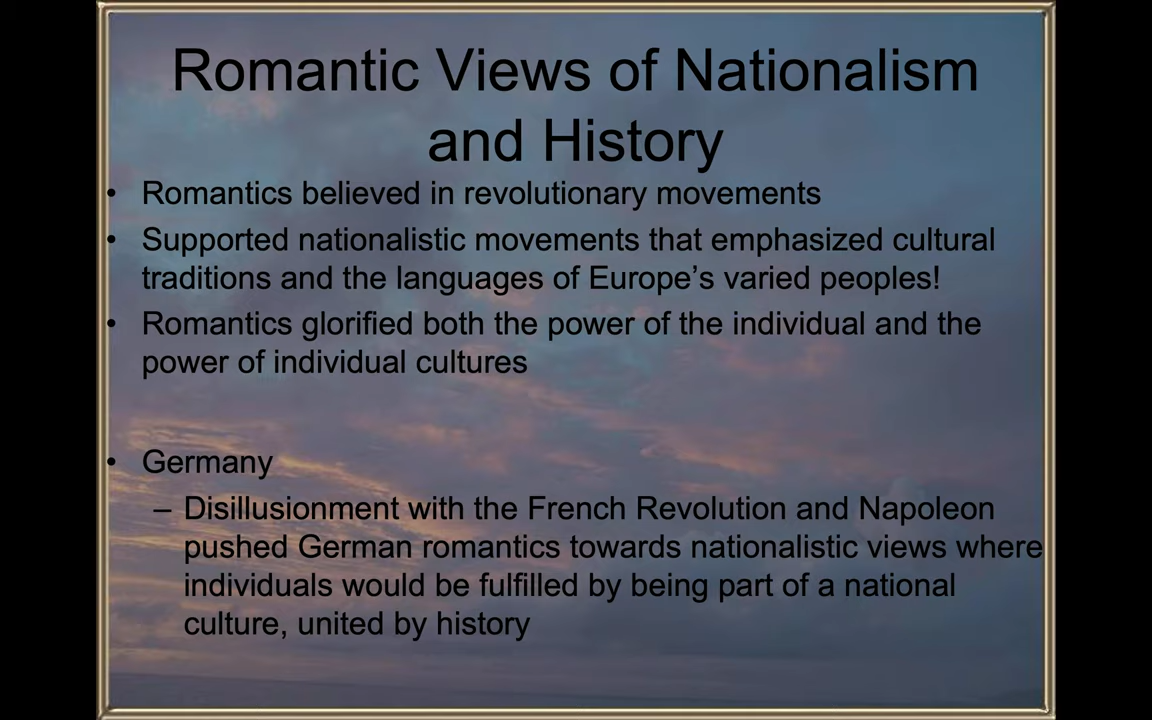 Romantic Views of Nationalism
and History
• Romantics believed in revolutionary movements
• Supported nationalistic movements that emphasized cultural
traditions and the languages of Europe’s varied peoples!
• Romantics glorified both the power of the individual and the
power of individual cultures
• Germany
– Disillusionment with the French Revolution and Napoleon
pushed German romantics towards nationalistic views where
individuals would be fulfilled by being part of a national
culture, united by history